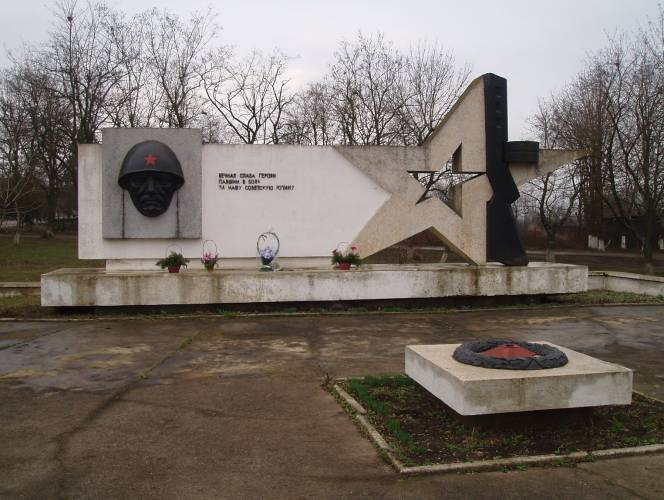 ВЕЧНАЯ СЛАВА ГЕРОЯМ
ПАВШИМ В БОЯХ
ЗА НАШУ СОВЕТСКУЮ РОДИНУ